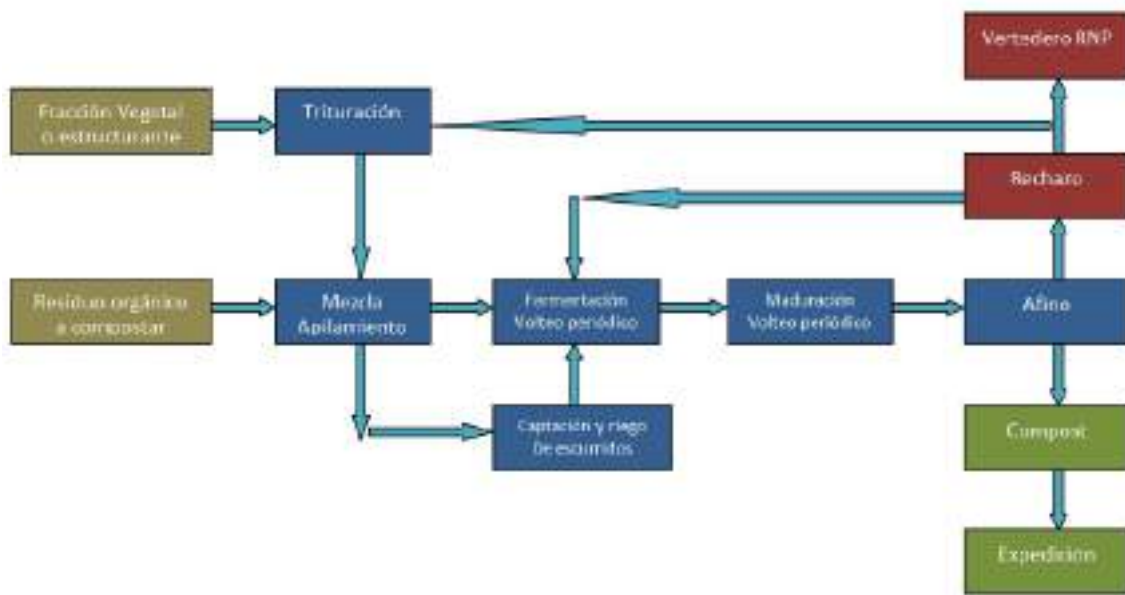 Vertedero RNP
Fracción Vegetal
o estructurante
Trituración
Rechazo
Residuo orgánico
a compostar
Mezcla
Apilamiento
Fermentación
Volteo periódico
Maduración
Volteo periódico
Afino
Captación y riego
De escurridos
Compost
Expedición